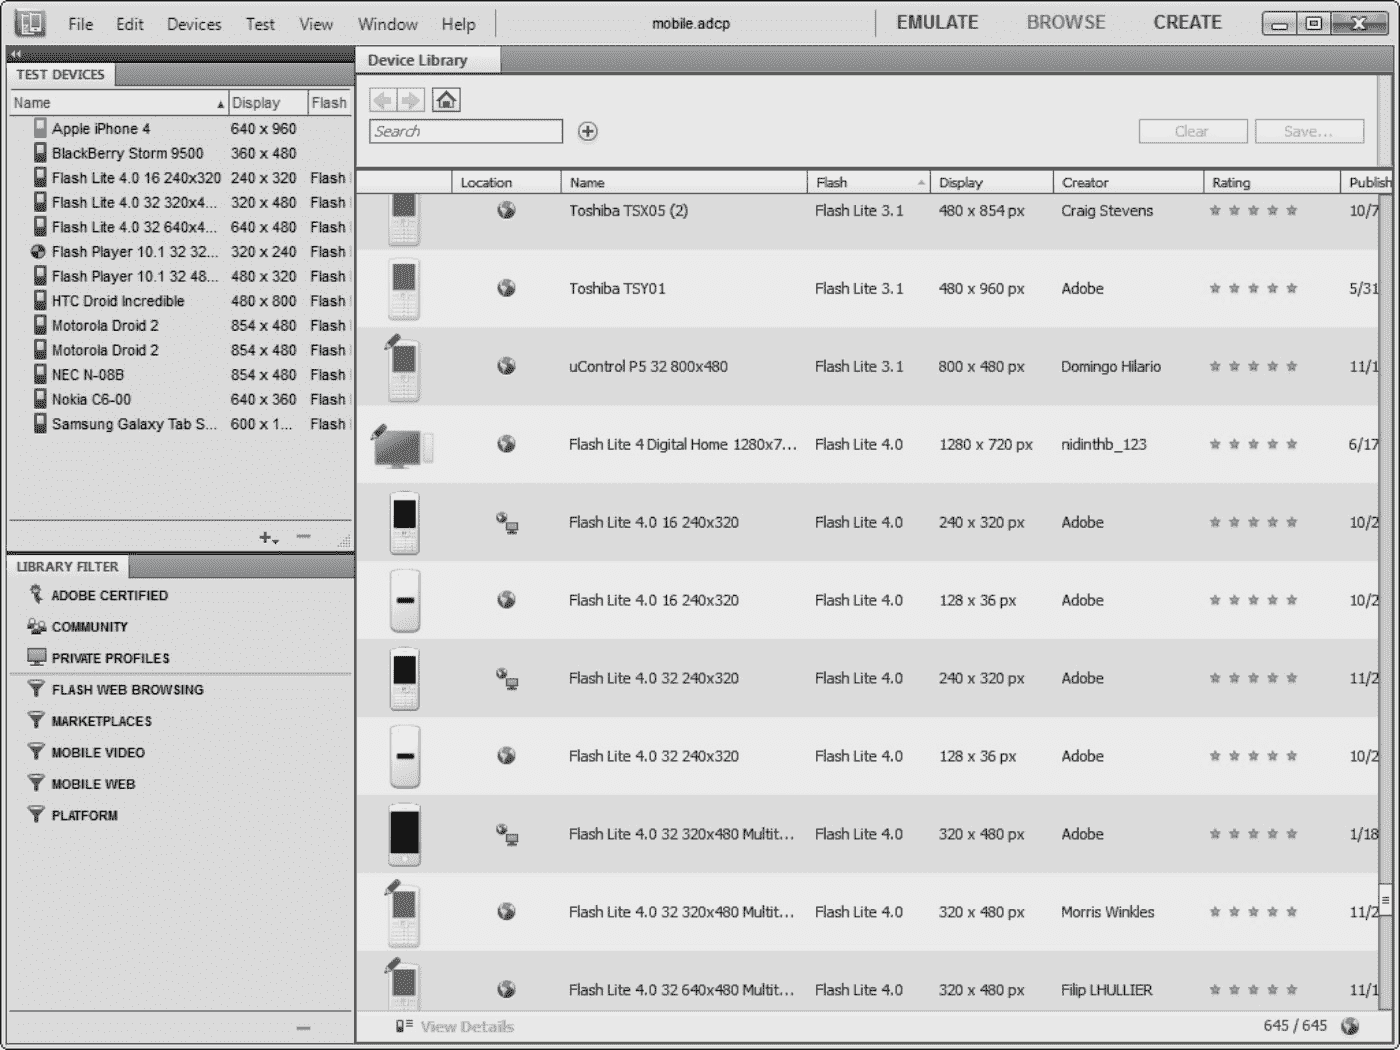 File Edit Devices Test View Window Help mobile.adcp EMULATE BROWSE CREATE
TEST DEVICES
Name Display Flash
Apple iPhone 4 640 x 960
BlackBerry Storm 9500 360 x 480
Flash Lite 4.0 16 240x320 240 x 320 Flash
Flash Lite 4.0 32 320x4... 320 x 480 Flash
Flash Lite 4.0 32 640x4... 640 x 480 Flash
Flash Player 10.1 32 32... 320 x 240 Flash
Flash Player 10.1 32 48... 480 x 320 Flash
HTC Droid Incredible 480 x 800 Flash
Motorola Droid 2 854 x 480 Flash
Motorola Droid 2 854 x 480 Flash
NEC N-08B 854 x 480 Flash
Nokia C6-00 640 x 360 Flash
Samsung Galaxy Tab S... 600 x 1... Flash
LIBRARY FILTER
ADOBE CERTIFIED
COMMUNITY
PRIVATE PROFILES
FLASH WEB BROWSING
MARKETPLACES
MOBILE VIDEO
MOBILE WEB
PLATFORM
Device Library
Search
Clear Save...
Location Name Flash Display Creator Rating Publish
Toshiba TSX05 (2) Flash Lite 3.1 480 x 854 px Craig Stevens 10/7
Toshiba TSY01 Flash Lite 3.1 480 x 960 px Adobe 5/31
uControl P5 32 800x480 Flash Lite 3.1 800 x 480 px Domingo Hilario 11/1
Flash Lite 4 Digital Home 1280x7... Flash Lite 4.0 1280 x 720 px nidinthb_123 6/17
Flash Lite 4.0 16 240x320 Flash Lite 4.0 240 x 320 px Adobe 10/2
Flash Lite 4.0 16 240x320 Flash Lite 4.0 128 x 36 px Adobe 10/2
Flash Lite 4.0 32 240x320 Flash Lite 4.0 240 x 320 px Adobe 11/2
Flash Lite 4.0 32 240x320 Flash Lite 4.0 128 x 36 px Adobe 10/2
Flash Lite 4.0 32 320x480 Multit... Flash Lite 4.0 320 x 480 px Adobe 1/18
Flash Lite 4.0 32 320x480 Multit... Flash Lite 4.0 320 x 480 px Morris Winkles 11/2
Flash Lite 4.0 32 640x480 Multit... Flash Lite 4.0 320 x 480 px Filip LHULLIER 11/1
View Details 645 / 645